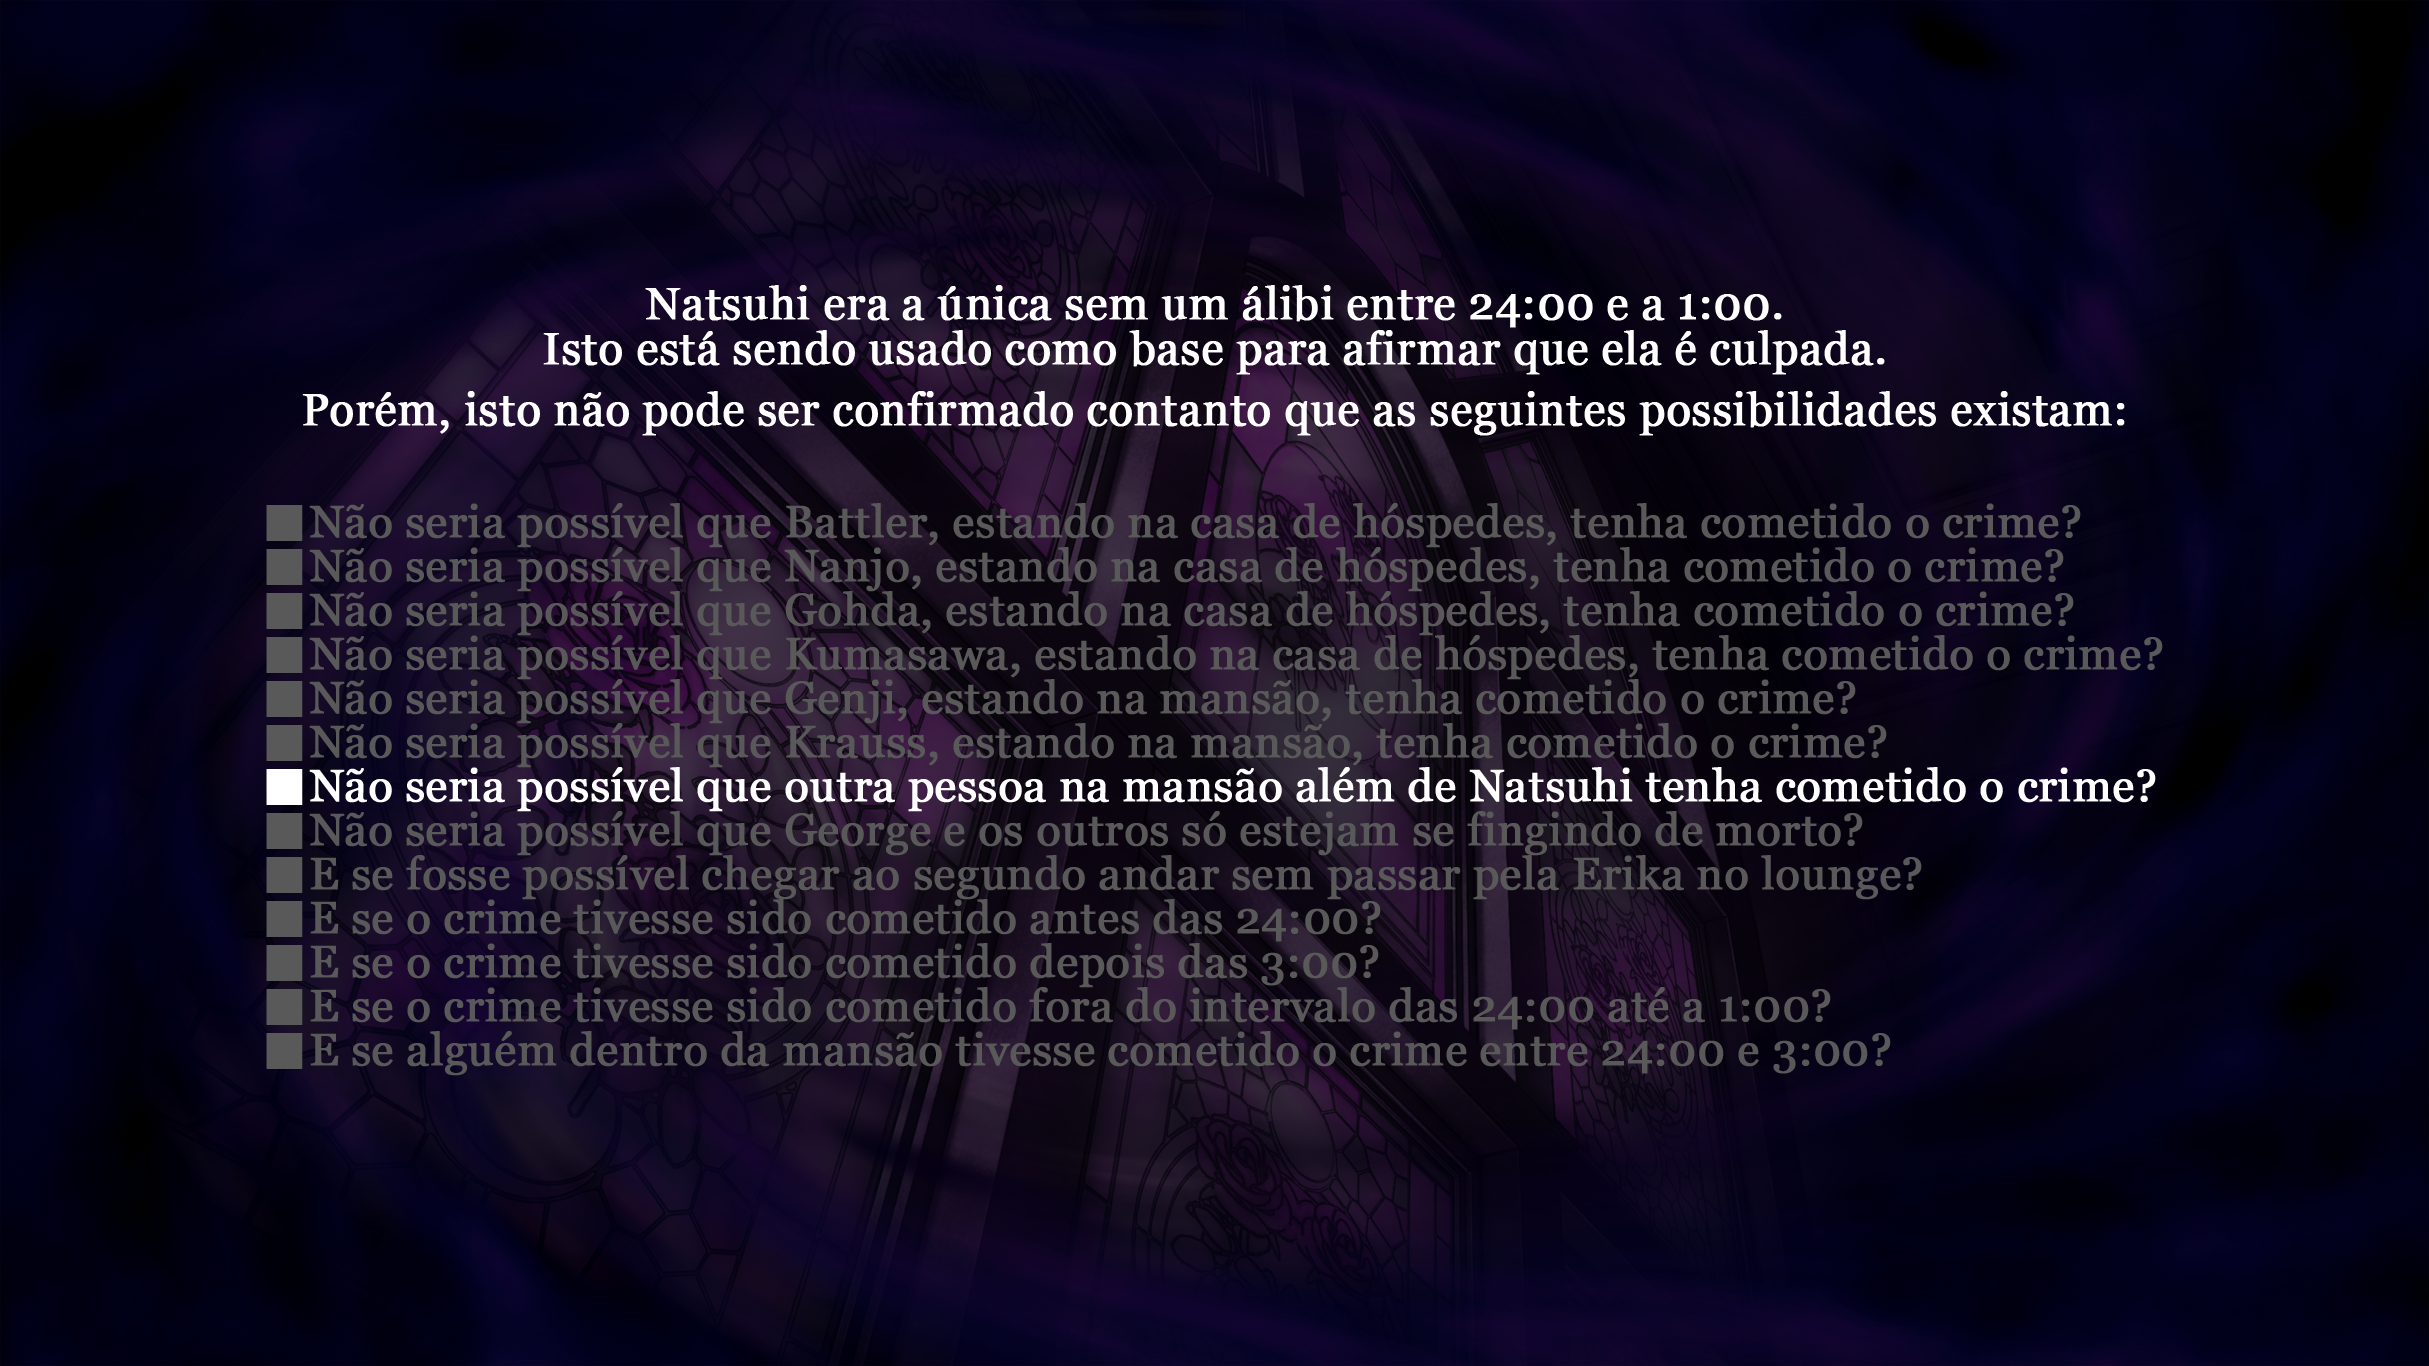 Natsuhi era a única sem um álibi entre 24:00 e a 1:00.
Isto está sendo usado como base para afirmar que ela é culpada.
Porém, isto não pode ser confirmado contanto que as seguintes possibilidades existam:
■Não seria possível que Battler, estando na casa de hóspedes, tenha cometido o crime?
■Não seria possível que Nanjo, estando na casa de hóspedes, tenha cometido o crime?
■Não seria possível que Gohda, estando na casa de hóspedes, tenha cometido o crime?
■Não seria possível que Kumasawa, estando na casa de hóspedes, tenha cometido o crime?
■Não seria possível que Genji, estando na mansão, tenha cometido o crime?
■Não seria possível que Krauss, estando na mansão, tenha cometido o crime?
■Não seria possível que outra pessoa na mansão além de Natsuhi tenha cometido o crime?
■Não seria possível que George e os outros só estejam se fingindo de morto?
■E se fosse possível chegar ao segundo andar sem passar pela Erika no lounge?
■E se o crime tivesse sido cometido antes das 24:00?
■E se o crime tivesse sido cometido depois das 3:00?
■E se o crime tivesse sido cometido fora do intervalo das 24:00 até a 1:00?
■E se alguém dentro da mansão tivesse cometido o crime entre 24:00 e 3:00?